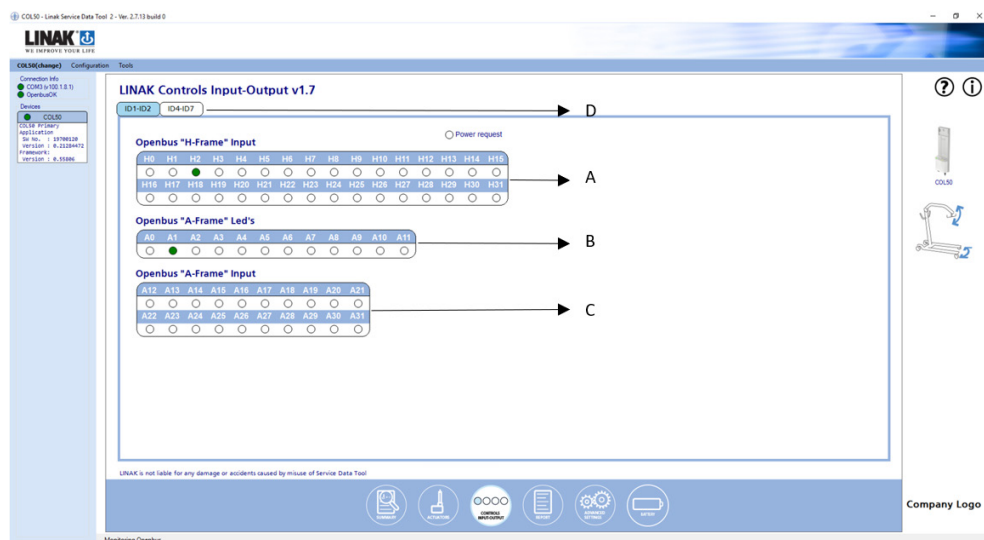 COL50 - Linak Service Data Tool 2 - Ver. 2.7.13 build 0
LINAK
WE IMPROVE YOUR LIFE
COL50(change) Configuration Tools
Connection Info
COM3 (v100.1.0.1)
OpenbusOK
Devices
COL50
COL50 Primary
Application
SW No. : 19700120
Version : 0.21284472
Framework:
Version : 0.55806
LINAK Controls Input-Output v1.7
ID1-ID2 ID4-ID7
D
Power request
Openbus "H-Frame" Input
H0 H1 H2 H3 H4 H5 H6 H7 H8 H9 H10 H11 H12 H13 H14 H15
A
H16 H17 H18 H19 H20 H21 H22 H23 H24 H25 H26 H27 H28 H29 H30 H31
COL50
Openbus "A-Frame" Led's
A0 A1 A2 A3 A4 A5 A6 A7 A8 A9 A10 A11
B
Openbus "A-Frame" Input
A12 A13 A14 A15 A16 A17 A18 A19 A20 A21
C
A22 A23 A24 A25 A26 A27 A28 A29 A30 A31
LINAK is not liable for any damage or accidents caused by misuse of Service Data Tool
SUMMARY
ACTUATORS
CONTROLS
INPUT-OUTPUT
REPORT
ADVANCED
SETTINGS
BATTERY
Company Logo
Monitoring Openbus